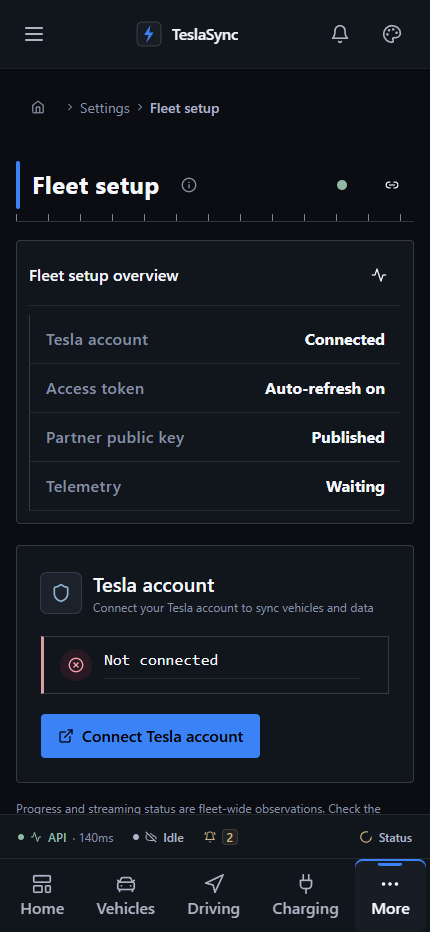 TeslaSync
Settings
Fleet setup
Fleet setup
Fleet setup overview
Tesla account Connected
Access token Auto-refresh on
Partner public key Published
Telemetry Waiting
Tesla account
Connect your Tesla account to sync vehicles and data
Not connected
Connect Tesla account
Progress and streaming status are fleet-wide observations. Check the
API · 140ms Idle 2 Status
Home Vehicles Driving Charging More